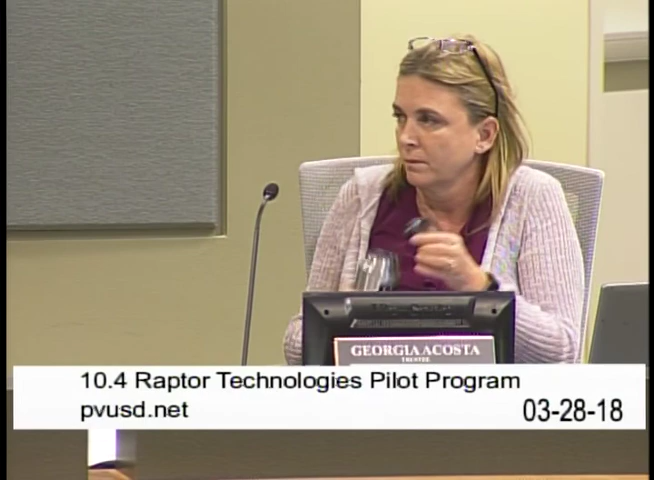 GEORGIA ACOSTA
TRUSTEE
10.4 Raptor Technologies Pilot Program
pvusd.net
03-28-18